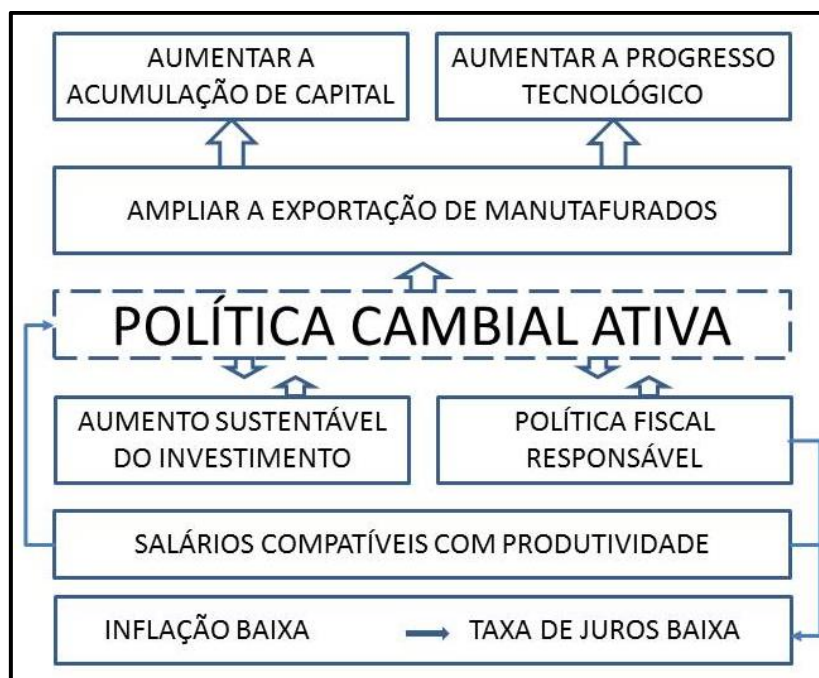 AUMENTAR A
ACUMULAÇÃO DE CAPITAL
AUMENTAR A PROGRESSO
TECNOLÓGICO
AMPLIAR A EXPORTAÇÃO DE MANUTAFURADOS
POLÍTICA CAMBIAL ATIVA
AUMENTO SUSTENTÁVEL
DO INVESTIMENTO
POLÍTICA FISCAL
RESPONSÁVEL
SALÁRIOS COMPATÍVEIS COM PRODUTIVIDADE
INFLAÇÃO BAIXA
TAXA DE JUROS BAIXA